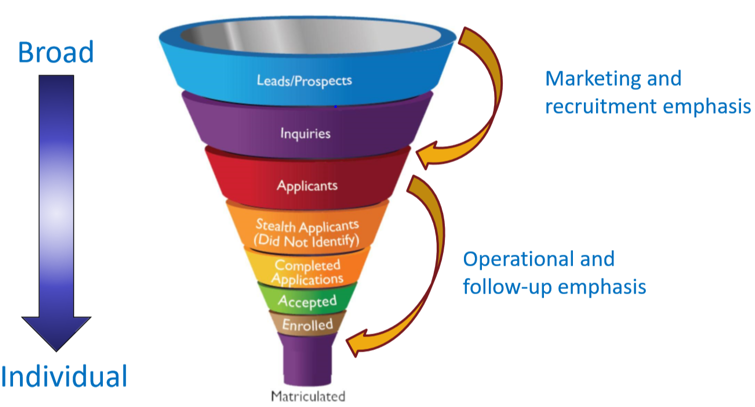 Broad
Leads/Prospects
Marketing and
recruitment emphasis
Inquiries
Applicants
Stealth Applicants
(Did Not Identify)
Completed
Applications
Operational and
follow-up emphasis
Accepted
Enrolled
Individual
Matriculated